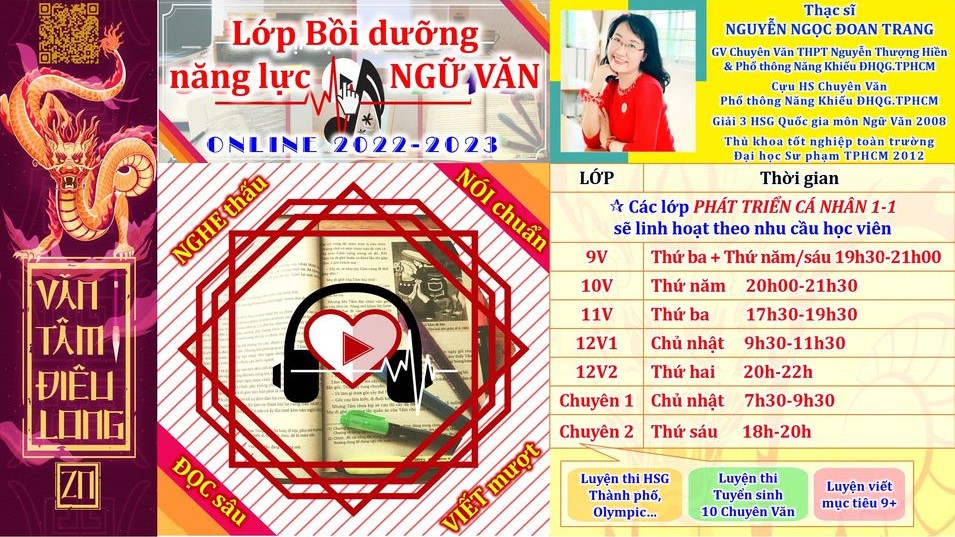 VĂN
TÂM
ĐIÊU
LONG
ZN
Lớp Bồi dưỡng
năng lực NGỮ VĂN
ONLINE 2022-2023
NGHE thấu
NÓI chuẩn
ĐỌC sâu
VIẾT mượt
Thạc sĩ
NGUYỄN NGỌC ĐOAN TRANG
GV Chuyên Văn THPT Nguyễn Thượng Hiền
& Phổ thông Năng Khiếu ĐHQG.TPHCM
Cựu HS Chuyên Văn
Phổ thông Năng Khiếu ĐHQG.TPHCM
Giải 3 HSG Quốc gia môn Ngữ Văn 2008
Thủ khoa tốt nghiệp toàn trường
Đại học Sư phạm TPHCM 2012
LỚP Thời gian
☆ Các lớp PHÁT TRIỂN CÁ NHÂN 1-1
sẽ linh hoạt theo nhu cầu học viên
9V Thứ ba + Thứ năm/sáu 19h30-21h00
10V Thứ năm 20h00-21h30
11V Thứ ba 17h30-19h30
12V1 Chủ nhật 9h30-11h30
12V2 Thứ hai 20h-22h
Chuyên 1 Chủ nhật 7h30-9h30
Chuyên 2 Thứ sáu 18h-20h
Luyện thi HSG
Thành phố,
Olympic...
Luyện thi
Tuyển sinh
10 Chuyên Văn
Luyện viết
mục tiêu 9+